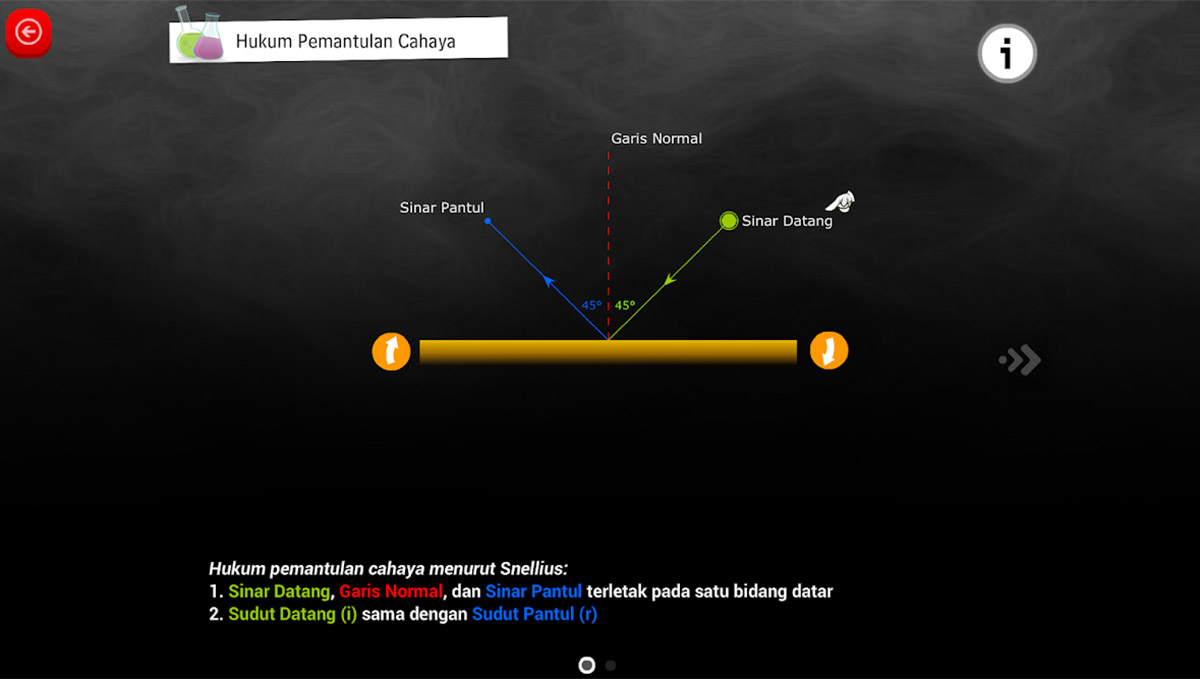 Hukum Pemantulan Cahaya
i
Garis Normal
Sinar Pantul
Sinar Datang
45° 45°
Hukum pemantulan cahaya menurut Snellius:
1. Sinar Datang, Garis Normal, dan Sinar Pantul terletak pada satu bidang datar
2. Sudut Datang (i) sama dengan Sudut Pantul (r)